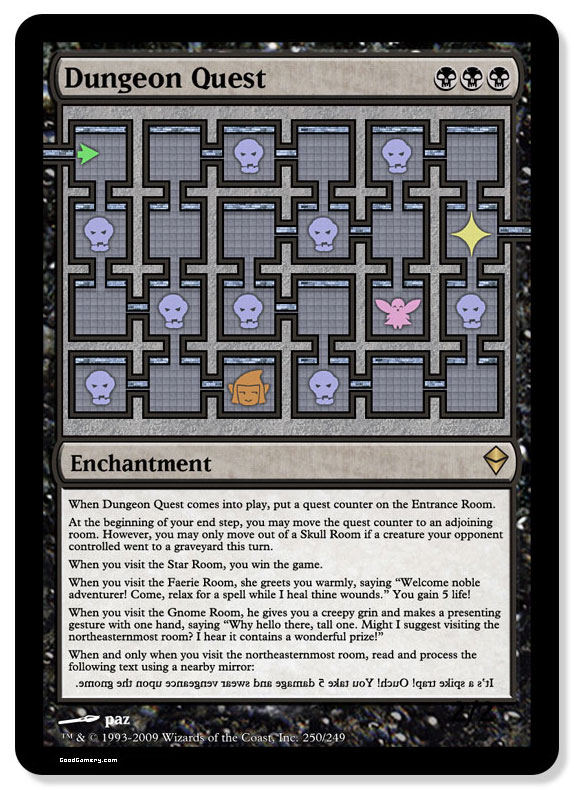 Dungeon Quest
Enchantment
When Dungeon Quest comes into play, put a quest counter on the Entrance Room.
At the beginning of your end step, you may move the quest counter to an adjoining
room. However, you may only move out of a Skull Room if a creature your opponent
controlled went to a graveyard this turn.
When you visit the Star Room, you win the game.
When you visit the Faerie Room, she greets you warmly, saying “Welcome noble
adventurer! Come, relax for a spell while I heal thine wounds.” You gain 5 life!
When you visit the Gnome Room, he gives you a creepy grin and makes a presenting
gesture with one hand, saying “Why hello there, tall one. Might I suggest visiting the
northeasternmost room? I hear it contains a wonderful prize!”
When and only when you visit the northeasternmost room, read and process the
following text using a nearby mirror:
It's a spike trap! Ouch! You take 5 damage and swear vengeance upon the gnome.
paz
™ & © 1993-2009 Wizards of the Coast, Inc. 250/249
GoodGamery.com